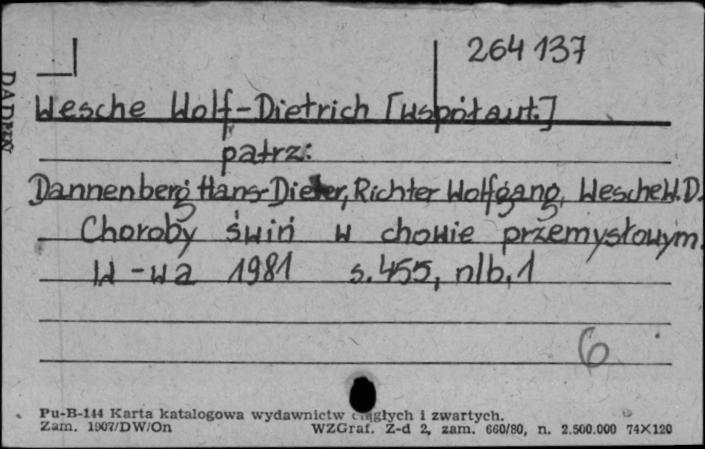 264 137
Wesche Wolf-Dietrich [współaut.]
patrz:
Dannenberg Hans-Dieter, Richter Wolfgang, Wesche W.D.
Choroby świń w chowie przemysłowym.
W-wa 1981 s. 455, nlb, 1
6
Pu-B-144 Karta katalogowa wydawnictw ciągłych i zwartych.
Zam. 1907/DW/On WZGraf. Z-d 2, zam. 660/80, n. 2.500.000 74X120